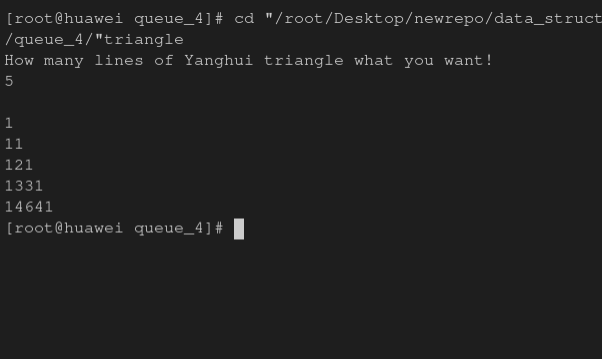 [root@huawei queue_4]# cd "/root/Desktop/newrepo/data_struct
/queue_4/"triangle
How many lines of Yanghui triangle what you want!
5
1
11
121
1331
14641
[root@huawei queue_4]#